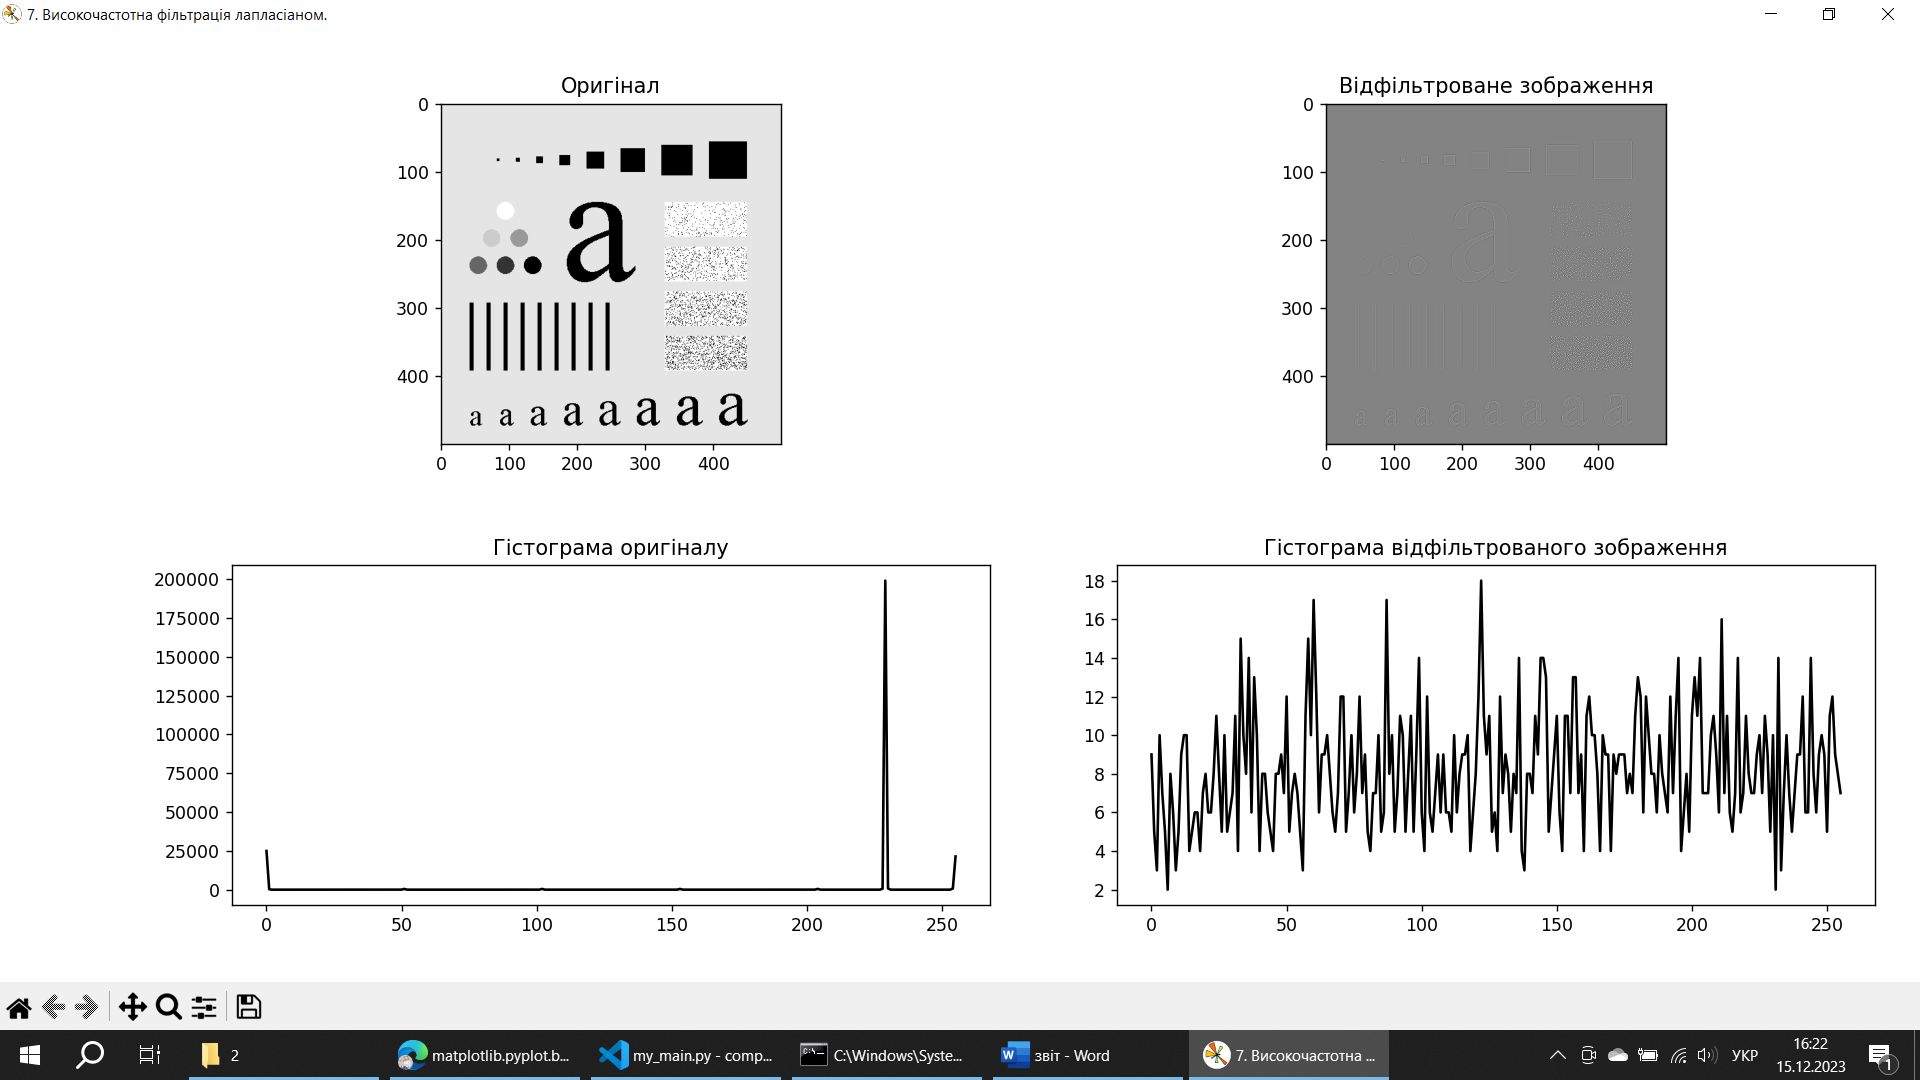 7. Високочастотна фільтрація лапласіаном.
Оригінал
0
100
200
300
400
a
a a a a a a a a
0 100 200 300 400
Відфільтроване зображення
0
100
200
300
400
a
a a a a a a a a
0 100 200 300 400
Гістограма оригіналу
200000
175000
150000
125000
100000
75000
50000
25000
0
0 50 100 150 200 250
Гістограма відфільтрованого зображення
18
16
14
12
10
8
6
4
2
0 50 100 150 200 250
2
matplotlib.pyplot.b...
my_main.py - comp...
C:\Windows\Syste...
звіт - Word
7. Високочастотна ...
УКР
16:22
15.12.2023
1